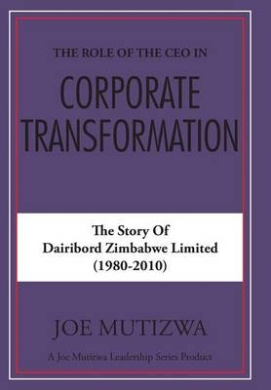 THE ROLE OF THE CEO IN
CORPORATE
TRANSFORMATION
The Story Of
Dairibord Zimbabwe Limited
(1980-2010)
JOE MUTIZWA
A Joe Mutizwa Leadership Series Product